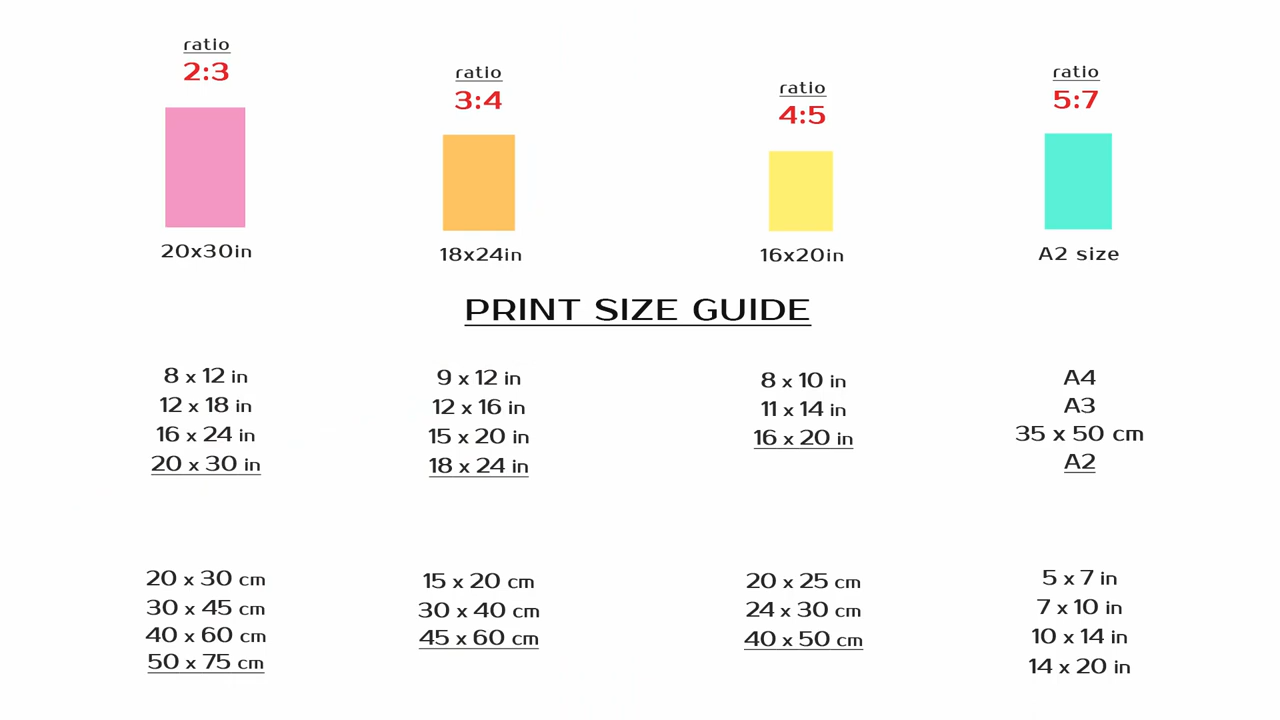 ratio
2:3
20x30in
ratio
3:4
18x24in
ratio
4:5
16x20in
ratio
5:7
A2 size
PRINT SIZE GUIDE
8 x 12 in
12 x 18 in
16 x 24 in
20 x 30 in
9 x 12 in
12 x 16 in
15 x 20 in
18 x 24 in
8 x 10 in
11 x 14 in
16 x 20 in
A4
A3
35 x 50 cm
A2
20 x 30 cm
30 x 45 cm
40 x 60 cm
50 x 75 cm
15 x 20 cm
30 x 40 cm
45 x 60 cm
20 x 25 cm
24 x 30 cm
40 x 50 cm
5 x 7 in
7 x 10 in
10 x 14 in
14 x 20 in